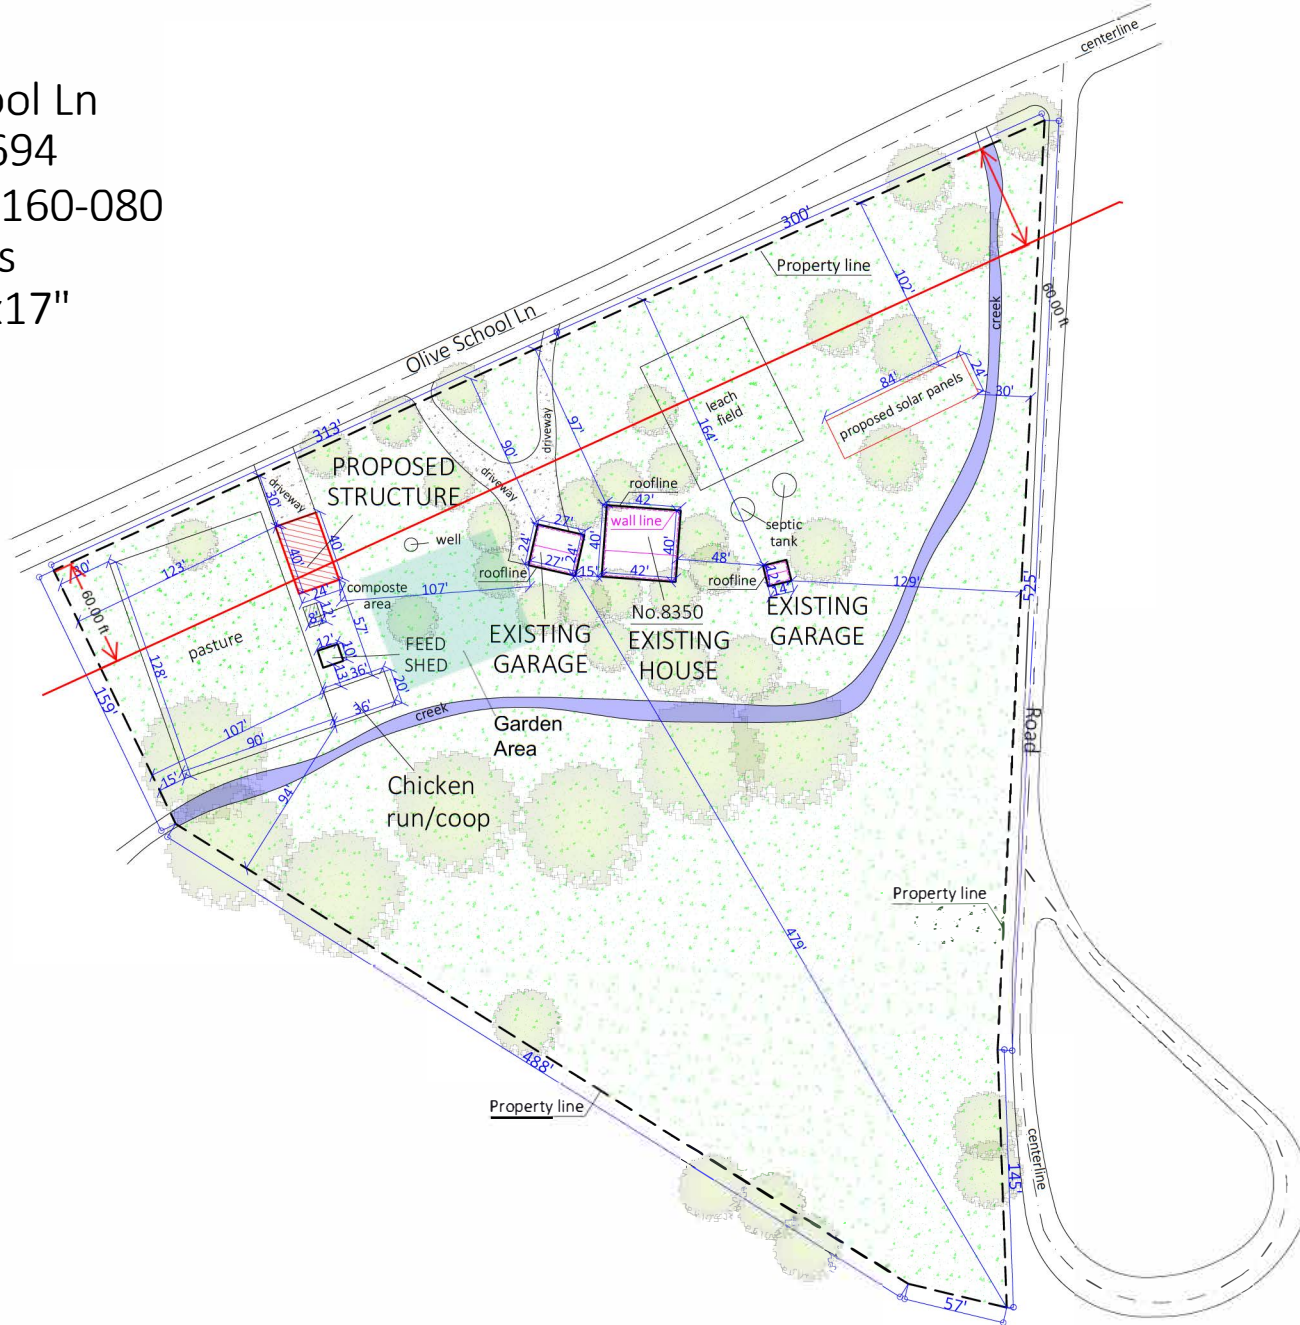 ool Ln
694
160-080
s
x17"
centerline
300'
Property line
102'
60.00 ft
creek
Olive School Ln
84'
24'
30'
proposed solar panels
leach
field
164'
97'
driveway
90'
313'
PROPOSED
STRUCTURE
driveway
driveway
30'
roofline
42'
wall line
septic
tank
well
27'
24'
24'
27'
40'
40'
40'
40'
123'
30'
60.00 ft
roofline
15'
42'
48'
roofline
12'
14'
129'
525'
24'
composte
area
107'
12'
8'
57'
No.8350
EXISTING
HOUSE
EXISTING
GARAGE
EXISTING
GARAGE
pasture
FEED
SHED
12'
10'
13'
36'
20'
36'
128'
159'
107'
90'
15'
94'
creek
Garden
Area
Road
Chicken
run/coop
Property line
479'
488'
Property line
centerline
145'
57'